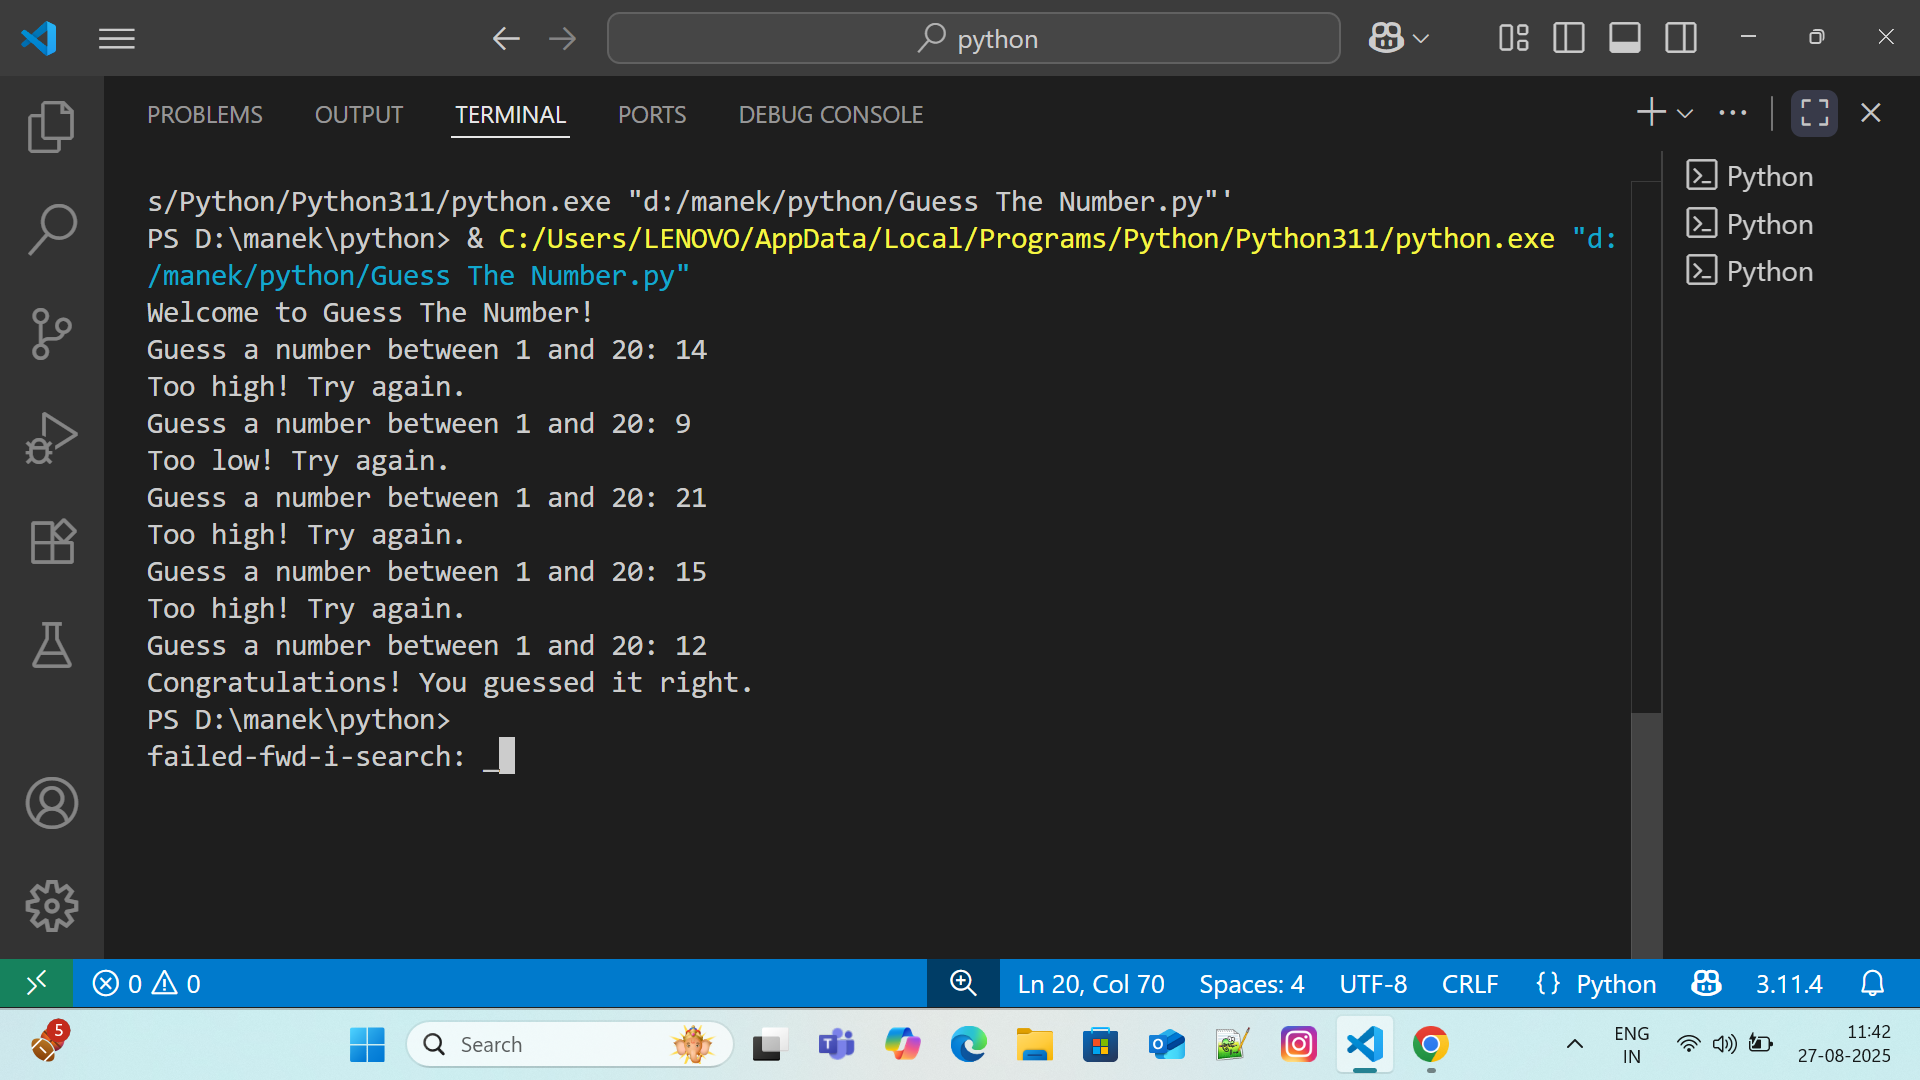 python
PROBLEMS OUTPUT TERMINAL PORTS DEBUG CONSOLE
s/Python/Python311/python.exe "d:/manek/python/Guess The Number.py"'
PS D:\manek\python> & C:/Users/LENOVO/AppData/Local/Programs/Python/Python311/python.exe "d:
/manek/python/Guess The Number.py"
Welcome to Guess The Number!
Guess a number between 1 and 20: 14
Too high! Try again.
Guess a number between 1 and 20: 9
Too low! Try again.
Guess a number between 1 and 20: 21
Too high! Try again.
Guess a number between 1 and 20: 15
Too high! Try again.
Guess a number between 1 and 20: 12
Congratulations! You guessed it right.
PS D:\manek\python>
failed-fwd-i-search: _
Python
Python
Python
0 0 Ln 20, Col 70 Spaces: 4 UTF-8 CRLF {} Python 3.11.4
5 Search ENG 11:42
IN 27-08-2025